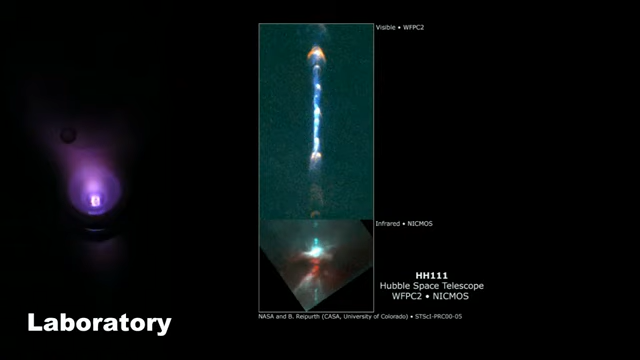 Visible • WFPC2
Infrared • NICMOS
HH111
Hubble Space Telescope
WFPC2 • NICMOS
NASA and B. Reipurth (CASA, University of Colorado) • STScI-PRC00-05
Laboratory